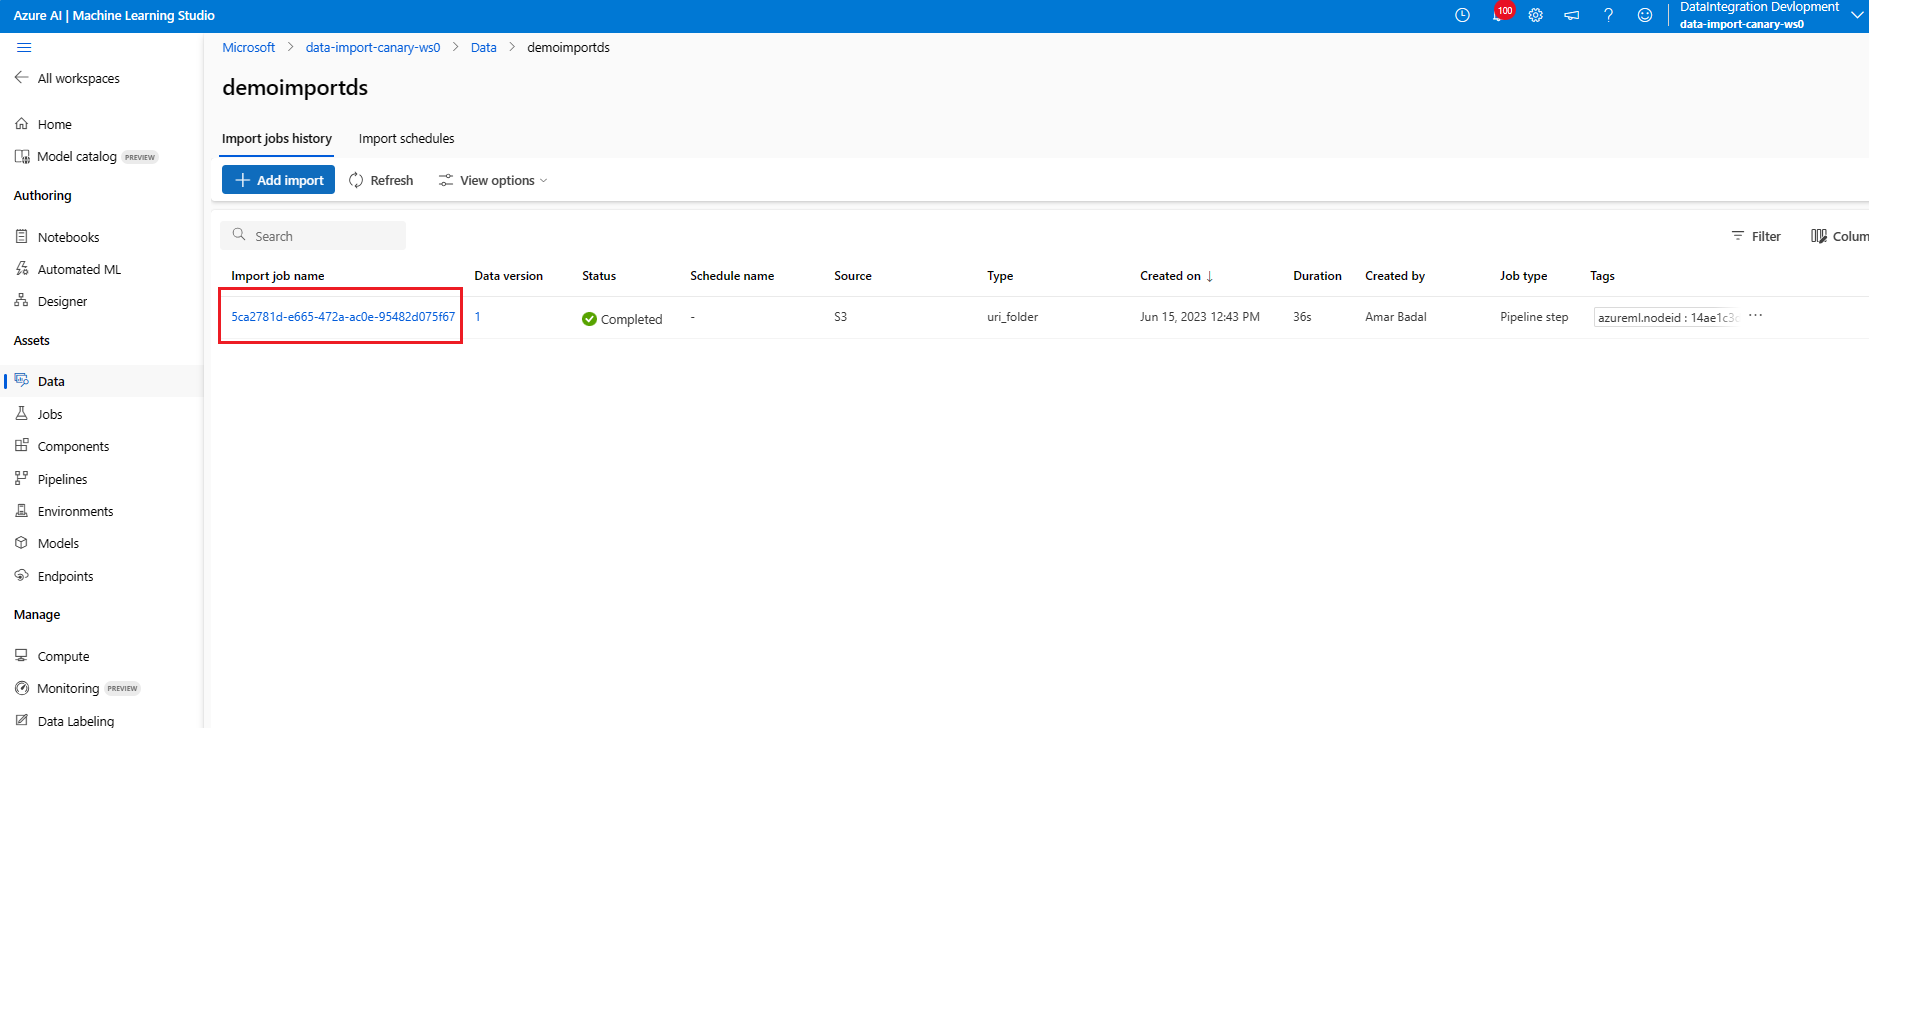 Azure AI | Machine Learning Studio
100
DataIntegration Devlopment
data-import-canary-ws0
All workspaces
Home
Model catalog PREVIEW
Authoring
Notebooks
Automated ML
Designer
Assets
Data
Jobs
Components
Pipelines
Environments
Models
Endpoints
Manage
Compute
Monitoring PREVIEW
Data Labeling
Microsoft > data-import-canary-ws0 > Data > demoimportds
demoimportds
Import jobs history Import schedules
+ Add import Refresh View options
Search
Filter Colum
Import job name Data version Status Schedule name Source Type Created on ↓ Duration Created by Job type Tags
5ca2781d-e665-472a-ac0e-95482d075f67 1 Completed - S3 uri_folder Jun 15, 2023 12:43 PM 36s Amar Badal Pipeline step azureml.nodeid : 14ae1c3c ...